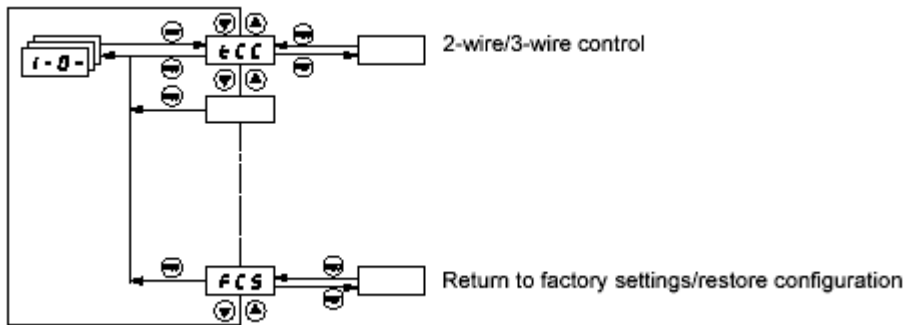 tCC
2-wire/3-wire control
I-O-
FCS
Return to factory settings/restore configuration